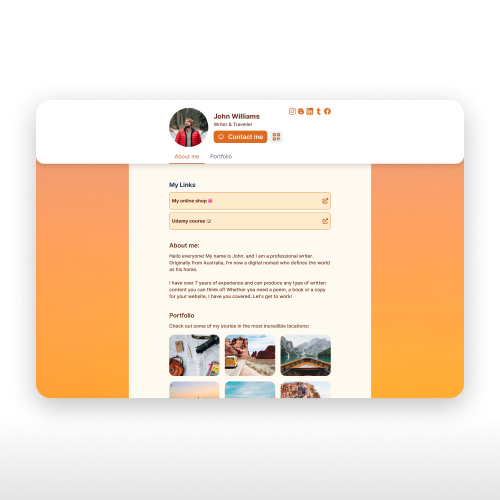 John Williams
Writer & Traveler
Contact me
About me
Portfolio
My Links
My online shop
Udemy course
About me:
Hello everyone! My name is John, and I am a professional writer.
Originally from Australia, I'm now a digital nomad who defines the world
as his home.
I have over 7 years of experience and can produce any type of written
content you can think of! Whether you need a poem, a book or a copy
for your website, I have you covered. Let's get to work!
Portfolio
Check out some of my stories in the most incredible locations: